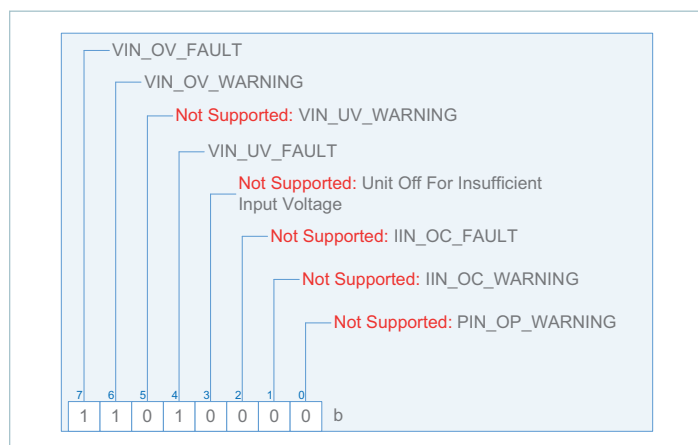 VIN_OV_FAULT
VIN_OV_WARNING
Not Supported: VIN_UV_WARNING
VIN_UV_FAULT
Not Supported: Unit Off For Insufficient
Input Voltage
Not Supported: IIN_OC_FAULT
Not Supported: IIN_OC_WARNING
Not Supported: PIN_OP_WARNING
7 6 5 4 3 2 1 0
1 1 0 1 0 0 0 0 b